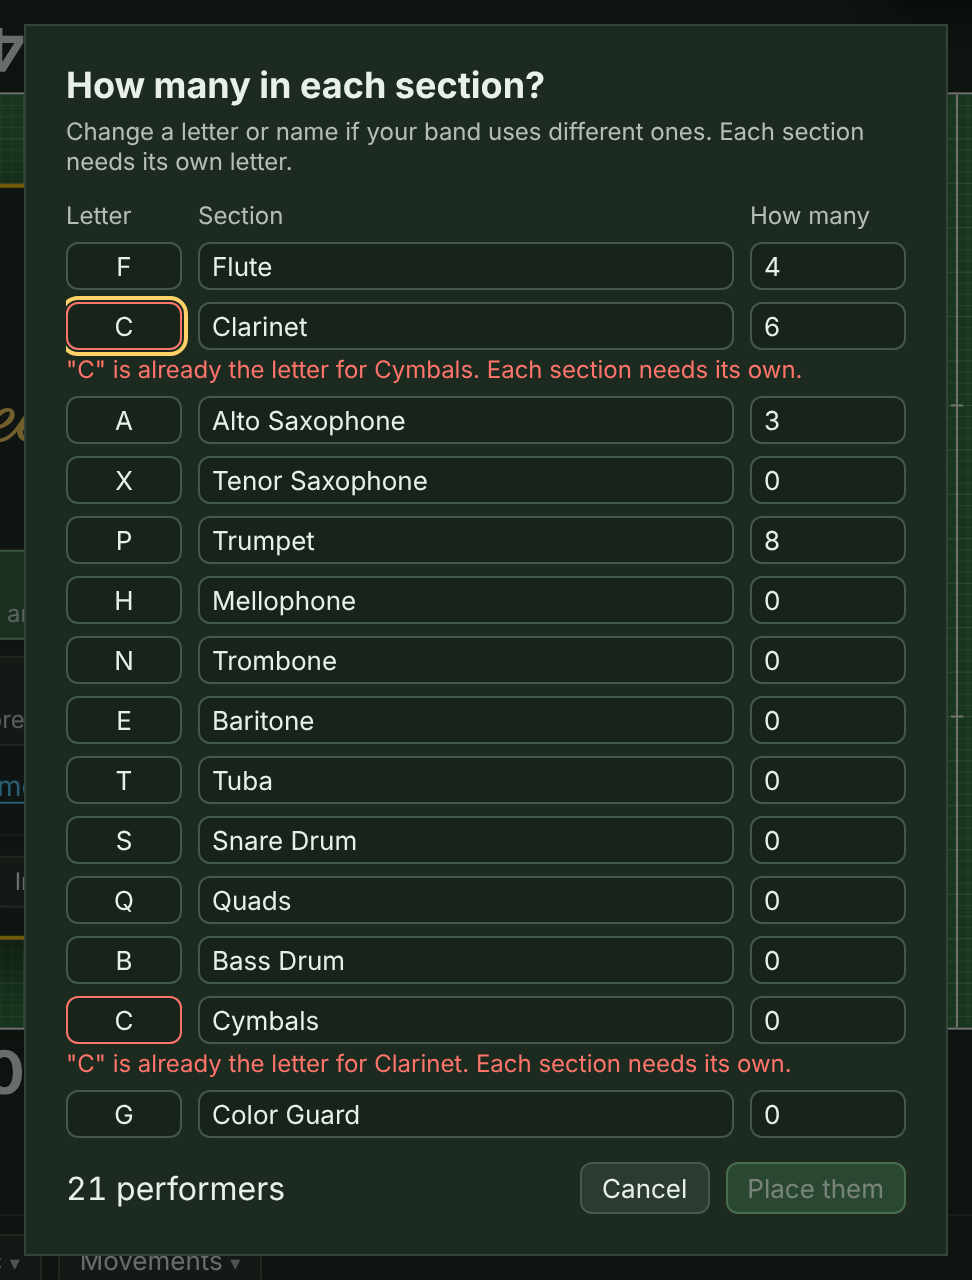 How many in each section?
Change a letter or name if your band uses different ones. Each section
needs its own letter.
Letter Section How many
F Flute 4
C Clarinet 6
"C" is already the letter for Cymbals. Each section needs its own.
A Alto Saxophone 3
X Tenor Saxophone 0
P Trumpet 8
H Mellophone 0
N Trombone 0
E Baritone 0
T Tuba 0
S Snare Drum 0
Q Quads 0
B Bass Drum 0
C Cymbals 0
"C" is already the letter for Clarinet. Each section needs its own.
G Color Guard 0
21 performers Cancel Place them
Movements ▾